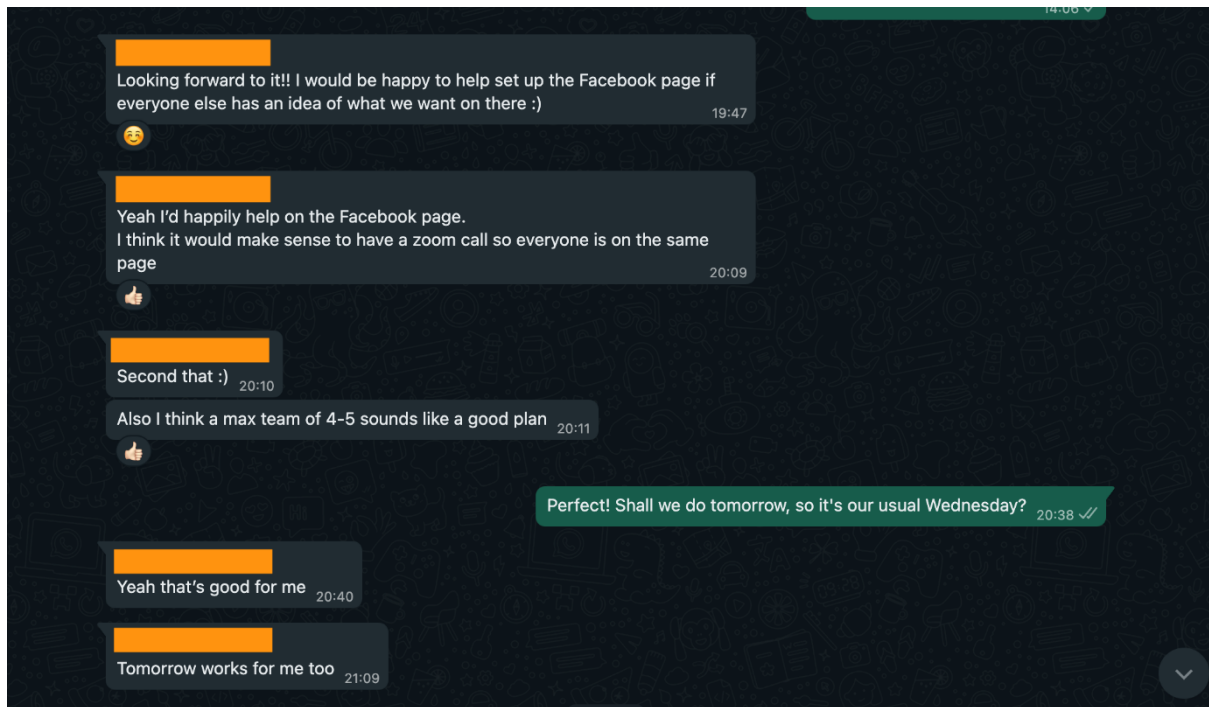 14:06
Looking forward to it!! I would be happy to help set up the Facebook page if
everyone else has an idea of what we want on there :)
19:47
Yeah I’d happily help on the Facebook page.
I think it would make sense to have a zoom call so everyone is on the same
page
20:09
Second that :) 20:10
Also I think a max team of 4-5 sounds like a good plan 20:11
Perfect! Shall we do tomorrow, so it's our usual Wednesday? 20:38
Yeah that’s good for me 20:40
Tomorrow works for me too 21:09